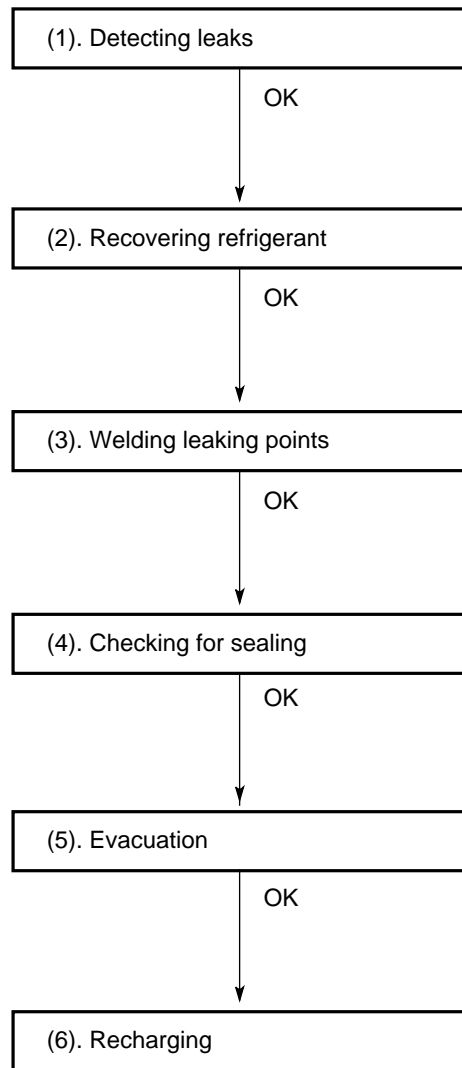 (1). Detecting leaks
OK
(2). Recovering refrigerant
OK
(3). Welding leaking points
OK
(4). Checking for sealing
OK
(5). Evacuation
OK
(6). Recharging